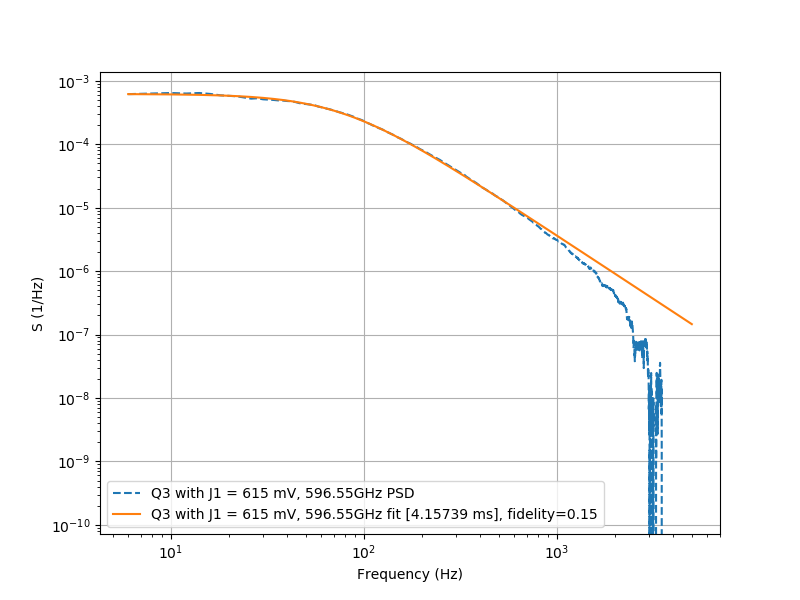 10⁻³
10⁻⁴
10⁻⁵
10⁻⁶
10⁻⁷
10⁻⁸
10⁻⁹
10⁻¹⁰
S (1/Hz)
Q3 with J1 = 615 mV, 596.55GHz PSD
Q3 with J1 = 615 mV, 596.55GHz fit [4.15739 ms], fidelity=0.15
10¹ 10² 10³
Frequency (Hz)